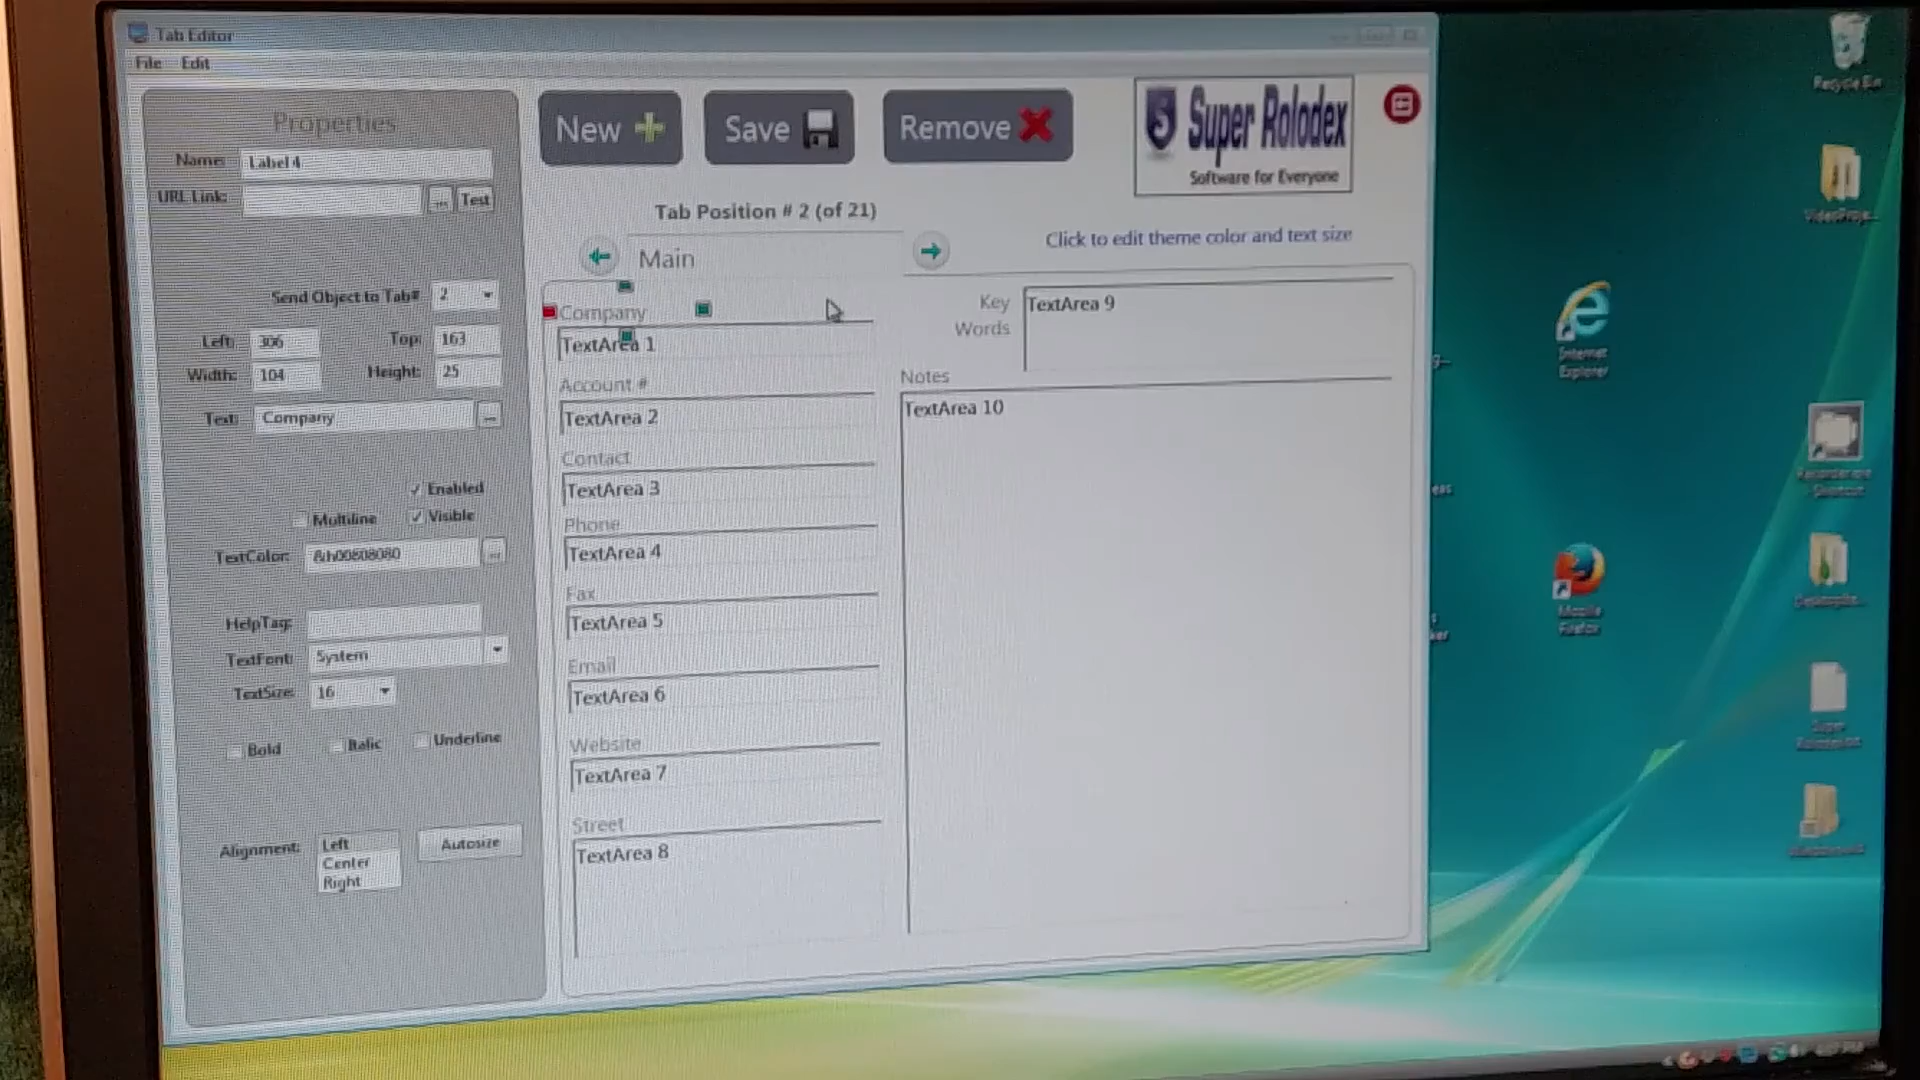 Tab Editor
File Edit
Properties
Name: Label 4
URL Link: ... Test
Send Object to Tab# 2
Left: 306 Top: 163
Width: 104 Height: 25
Text: Company ...
Enabled
Multiline Visible
TextColor: &h00808080 ...
HelpTag:
TextFont: System
TextSize: 16
Bold Italic Underline
Alignment: Left
Center
Right
Autosize
New Save Remove
Super Rolodex
Software for Everyone
Tab Position # 2 (of 21)
Main
Click to edit theme color and text size
Company
TextArea 1
Account #
TextArea 2
Contact
TextArea 3
Phone
TextArea 4
Fax
TextArea 5
Email
TextArea 6
Website
TextArea 7
Street
TextArea 8
Key
Words
TextArea 9
Notes
TextArea 10
Recycle Bin
Internet
Explorer
Mozilla
Firefox